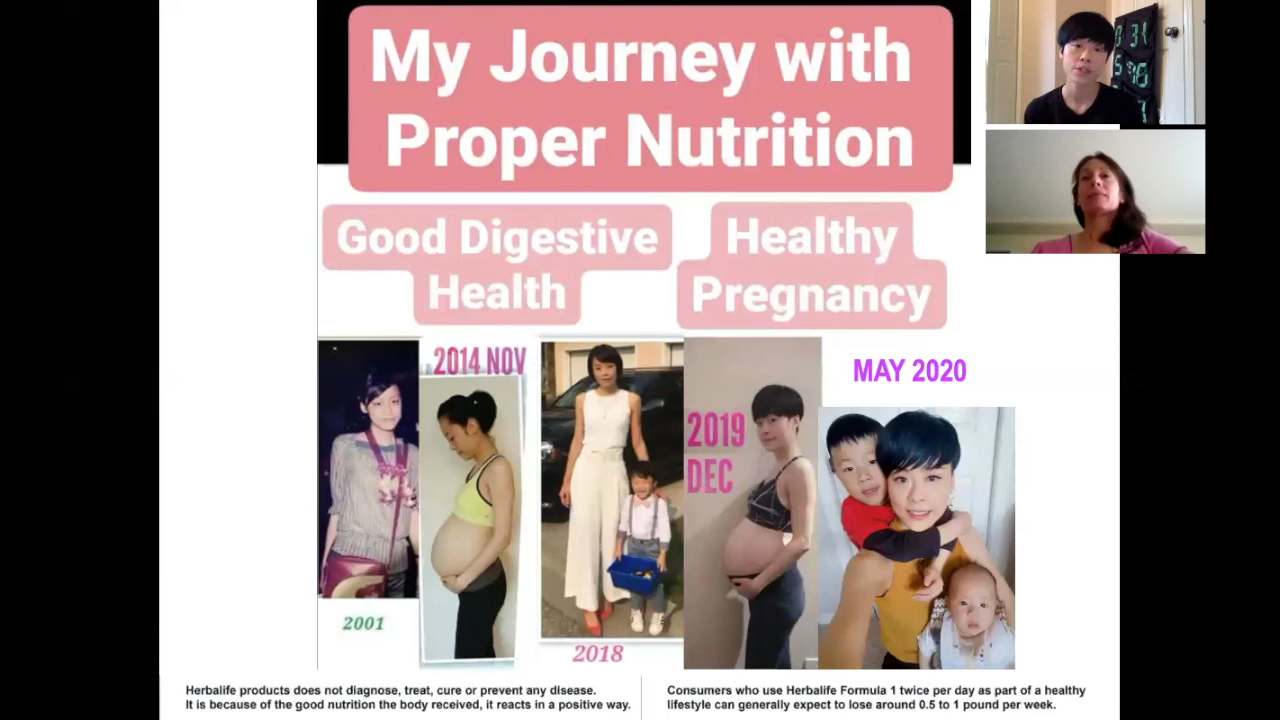 My Journey with
Proper Nutrition
Good Digestive
Health
Healthy
Pregnancy
2014 NOV
2019
DEC
MAY 2020
2001
2018
Herbalife products does not diagnose, treat, cure or prevent any disease.
It is because of the good nutrition the body received, it reacts in a positive way.
Consumers who use Herbalife Formula 1 twice per day as part of a healthy
lifestyle can generally expect to lose around 0.5 to 1 pound per week.